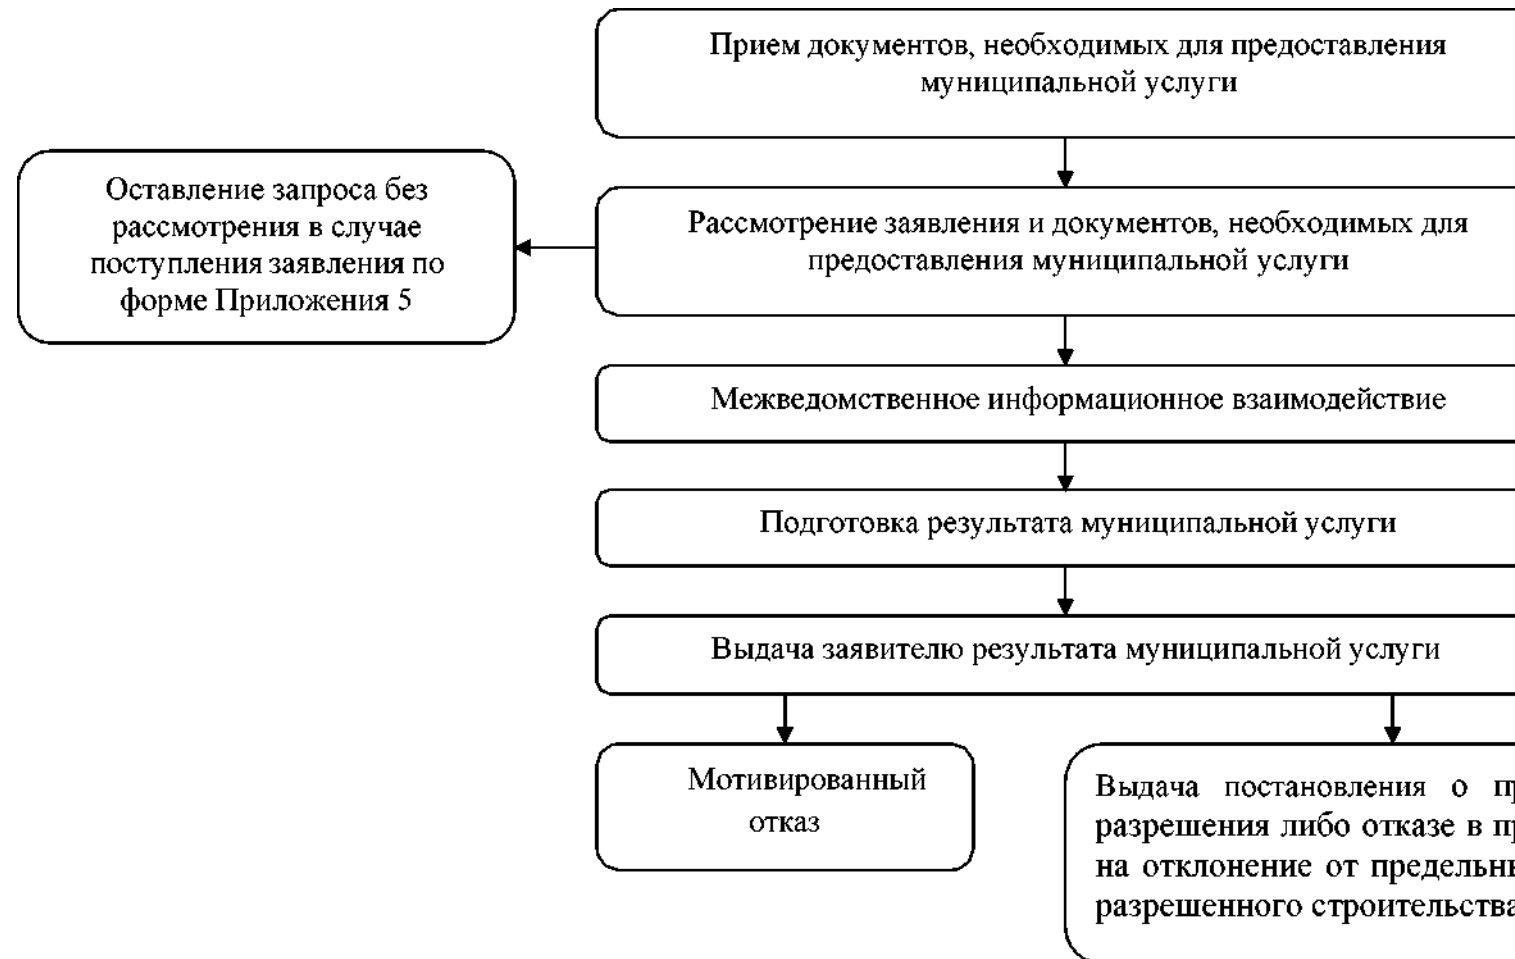 Прием документов, необходимых для предоставления
муниципальной услуги
Оставление запроса без
рассмотрения в случае
поступления заявления по
форме Приложения 5
Рассмотрение заявления и документов, необходимых для
предоставления муниципальной услуги
Межведомственное информационное взаимодействие
Подготовка результата муниципальной услуги
Выдача заявителю результата муниципальной услуги
Мотивированный
отказ
Выдача постановления о
разрешения либо отказе в
на отклонение от
разрешенного строительства